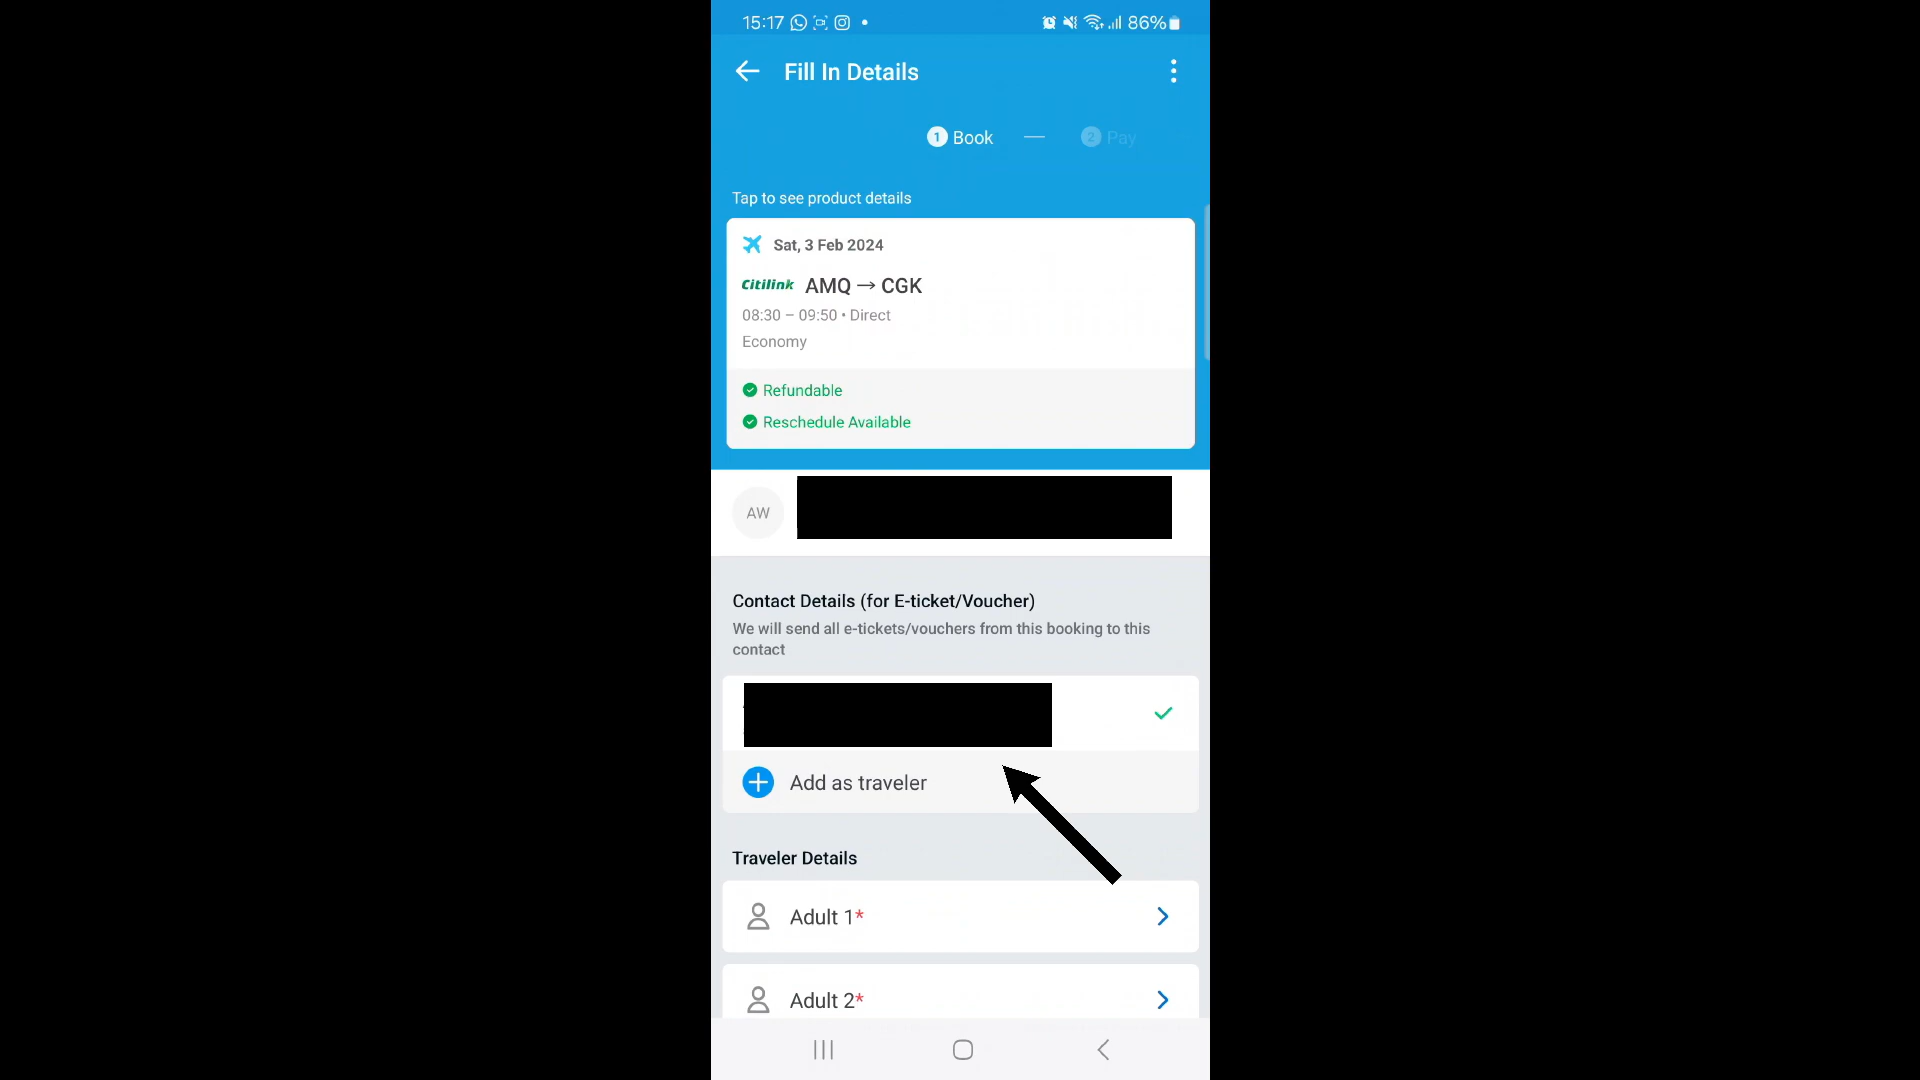 15:17 86%
Fill In Details
1 Book — 2 Pay
Tap to see product details
Sat, 3 Feb 2024
Citilink AMQ → CGK
08:30 – 09:50 • Direct
Economy
Refundable
Reschedule Available
AW
Contact Details (for E-ticket/Voucher)
We will send all e-tickets/vouchers from this booking to this
contact
Add as traveler
Traveler Details
Adult 1*
Adult 2*